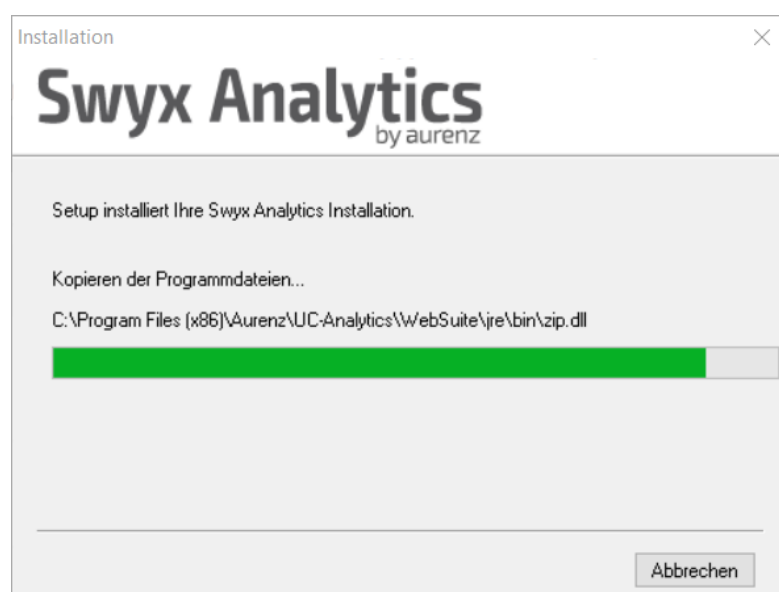 Installation
Swyx Analytics
by aurenz
Setup installiert Ihre Swyx Analytics Installation.
Kopieren der Programmdateien...
C:\Program Files (x86)\Aurenz\UC-Analytics\WebSuite\jre\bin\zip.dll
Abbrechen